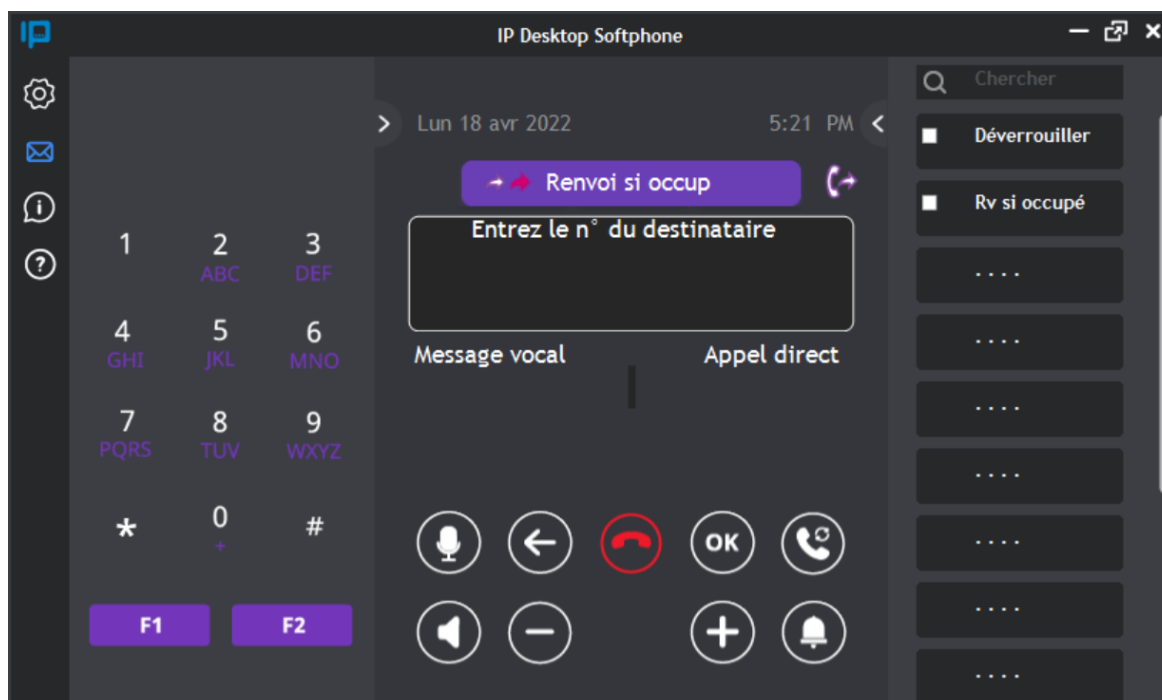 IP
IP Desktop Softphone
Chercher
Lun 18 avr 2022 5:21 PM
Déverrouiller
Renvoi si occup
Rv si occupé
Entrez le n° du destinataire
. . . .
. . . .
. . . .
. . . .
. . . .
. . . .
. . . .
Message vocal Appel direct
1 2 3
ABC DEF
4 5 6
GHI JKL MNO
7 8 9
PQRS TUV WXYZ
* 0 #
+
F1 F2
OK